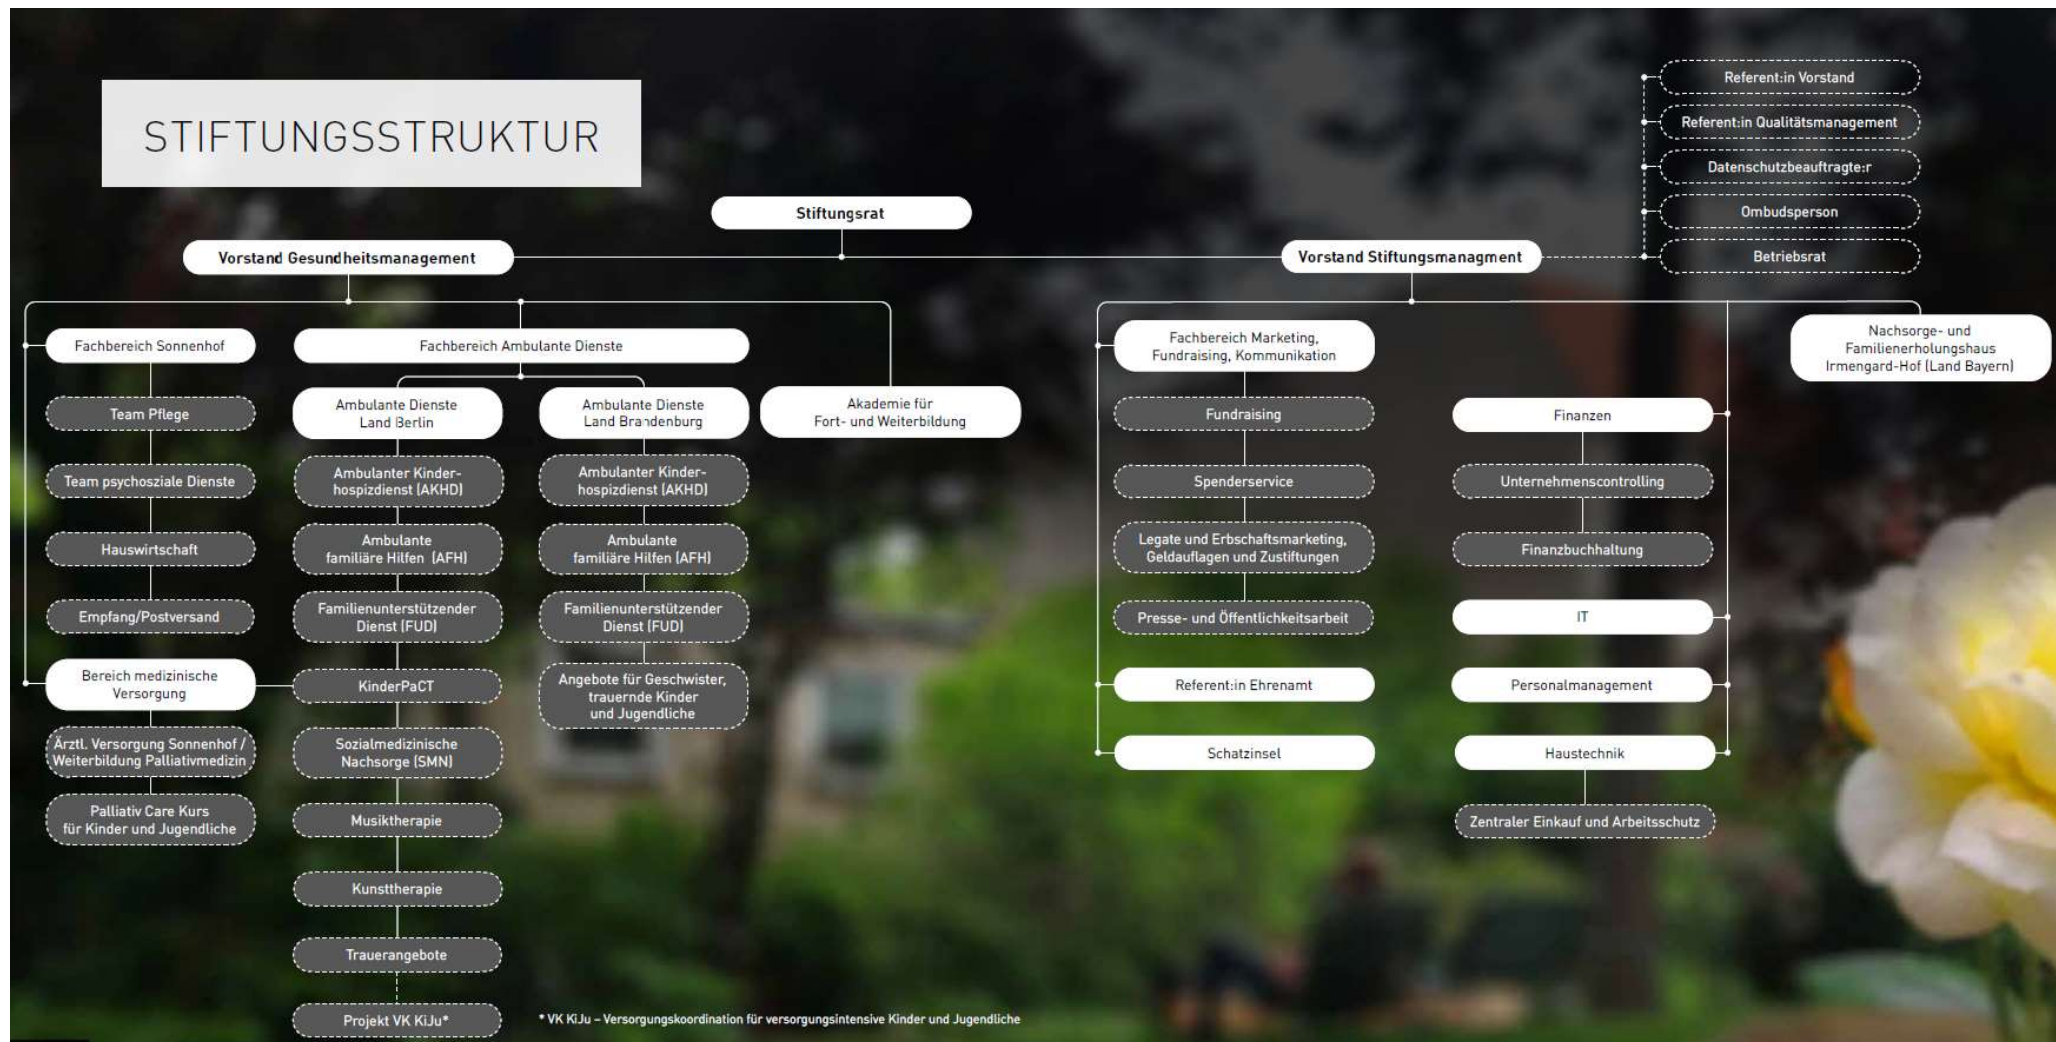 STIFTUNGSSTRUKTUR
Stiftungsrat
Vorstand Gesundheitsmanagement
Vorstand Stiftungsmanagment
Referent:in Vorstand
Referent:in Qualitätsmanagement
Datenschutzbeauftragte:r
Ombudsperson
Betriebsrat
Fachbereich Sonnenhof
Team Pflege
Team psychosziale Dienste
Hauswirtschaft
Empfang/Postversand
Bereich medizinische
Versorgung
Ärztl. Versorgung Sonnenhof /
Weiterbildung Palliativmedizin
Palliativ Care Kurs
für Kinder und Jugendliche
Fachbereich Ambulante Dienste
Ambulante Dienste
Land Berlin
Ambulanter Kinder-
hospizdienst (AKHD)
Ambulante
familiäre Hilfen (AFH)
Familienunterstützender
Dienst (FUD)
KinderPaCT
Sozialmedizinische
Nachsorge (SMN)
Musiktherapie
Kunsttherapie
Trauerangebote
Projekt VK KiJu*
Ambulante Dienste
Land Brandenburg
Ambulanter Kinder-
hospizdienst (AKHD)
Ambulante
familiäre Hilfen (AFH)
Familienunterstützender
Dienst (FUD)
Angebote für Geschwister,
trauernde Kinder
und Jugendliche
Akademie für
Fort- und Weiterbildung
Fachbereich Marketing,
Fundraising, Kommunikation
Fundraising
Spenderservice
Legate und Erbschaftsmarketing,
Geldauflagen und Zustiftungen
Presse- und Öffentlichkeitsarbeit
Referent:in Ehrenamt
Schatzinsel
Finanzen
Unternehmenscontrolling
Finanzbuchhaltung
IT
Personalmanagement
Haustechnik
Zentraler Einkauf und Arbeitsschutz
Nachsorge- und
Familienerholungshaus
Irmengard-Hof (Land Bayern)
* VK KiJu – Versorgungskoordination für versorgungsintensive Kinder und Jugendliche